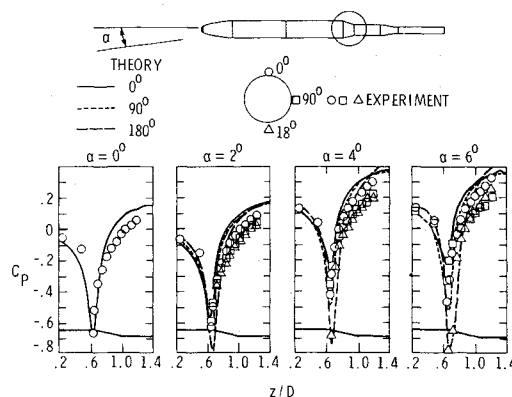 α
THEORY
0°
90°
180°
0°
90°
18°
EXPERIMENT
α = 0°
α = 2°
α = 4°
α = 6°
.2
0
-.2
-.4
-.6
-.8
C_P
.2 .6 1.0 1.4
.2 .6 1.0 1.4
.2 .6 1.0 1.4
.2 .6 1.0 1.4
z/D